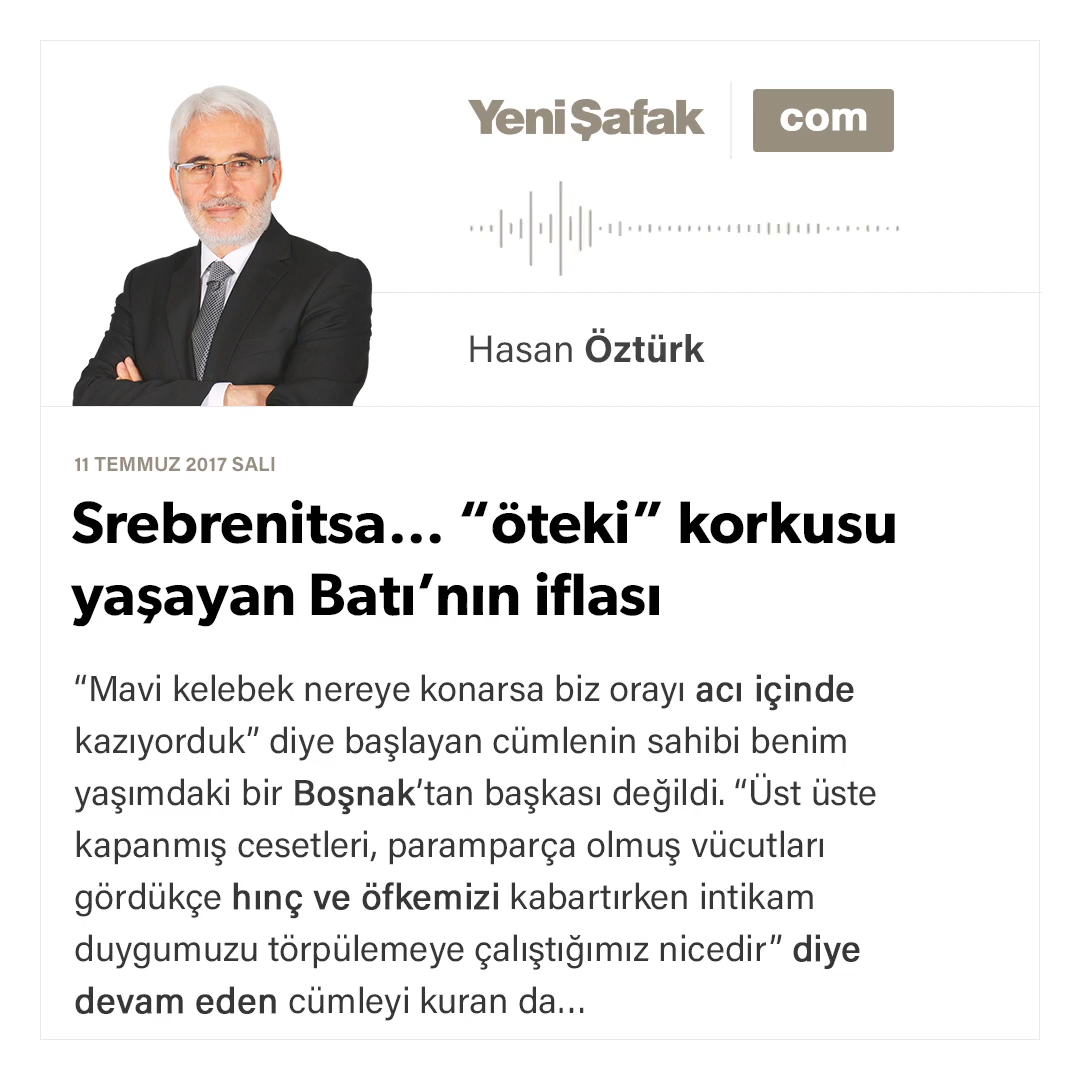 YeniŞafak com
Hasan Öztürk
11 TEMMUZ 2017 SALI
Srebrenitsa... “öteki” korkusu
yaşayan Batı’nın iflası
“Mavi kelebek nereye konarsa biz orayı acı içinde
kazıyorduk” diye başlayan cümlenin sahibi benim
yaşımdaki bir Boşnak’tan başkası değildi. “Üst üste
kapanmış cesetleri, paramparça olmuş vücutları
gördükçe hınç ve öfkemizi kabartırken intikam
duygumuzu törpülemeye çalıştığımız nicedir” diye
devam eden cümleyi kuran da...